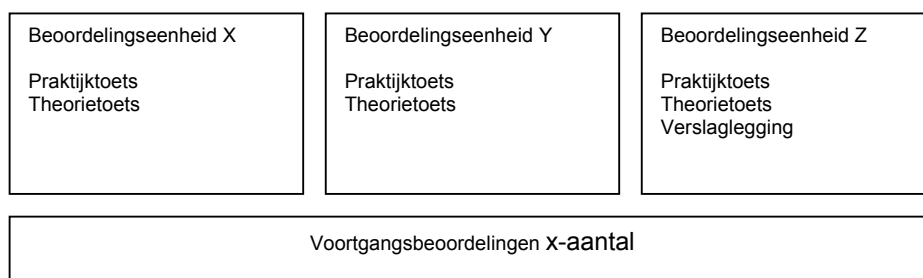 Beoordelingseenheid X
Praktijktoets
Theorietoets
Beoordelingseenheid Y
Praktijktoets
Theorietoets
Beoordelingseenheid Z
Praktijktoets
Theorietoets
Verslaglegging
Voortgangsbeoordelingen x-aantal